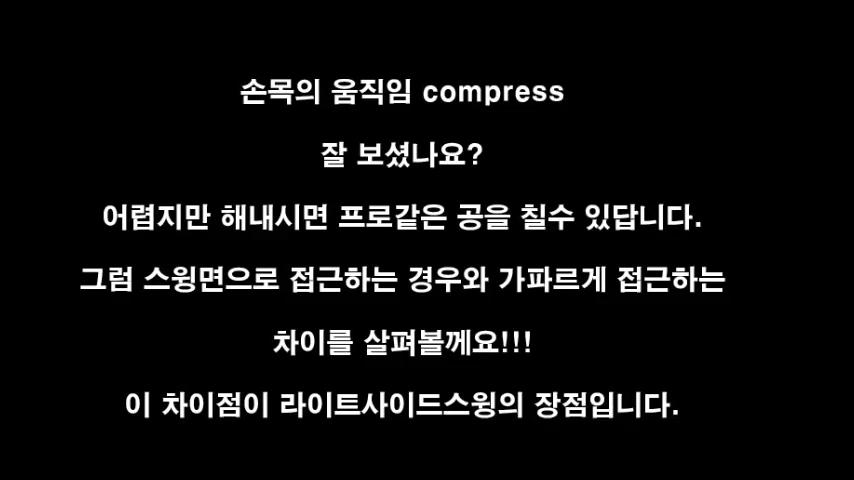 손목의 움직임 compress
잘 보셨나요?
어렵지만 해내시면 프로같은 공을 칠수 있답니다.
그럼 스윙면으로 접근하는 경우와 가파르게 접근하는
차이를 살펴볼께요!!!
이 차이점이 라이트사이드스윙의 장점입니다.